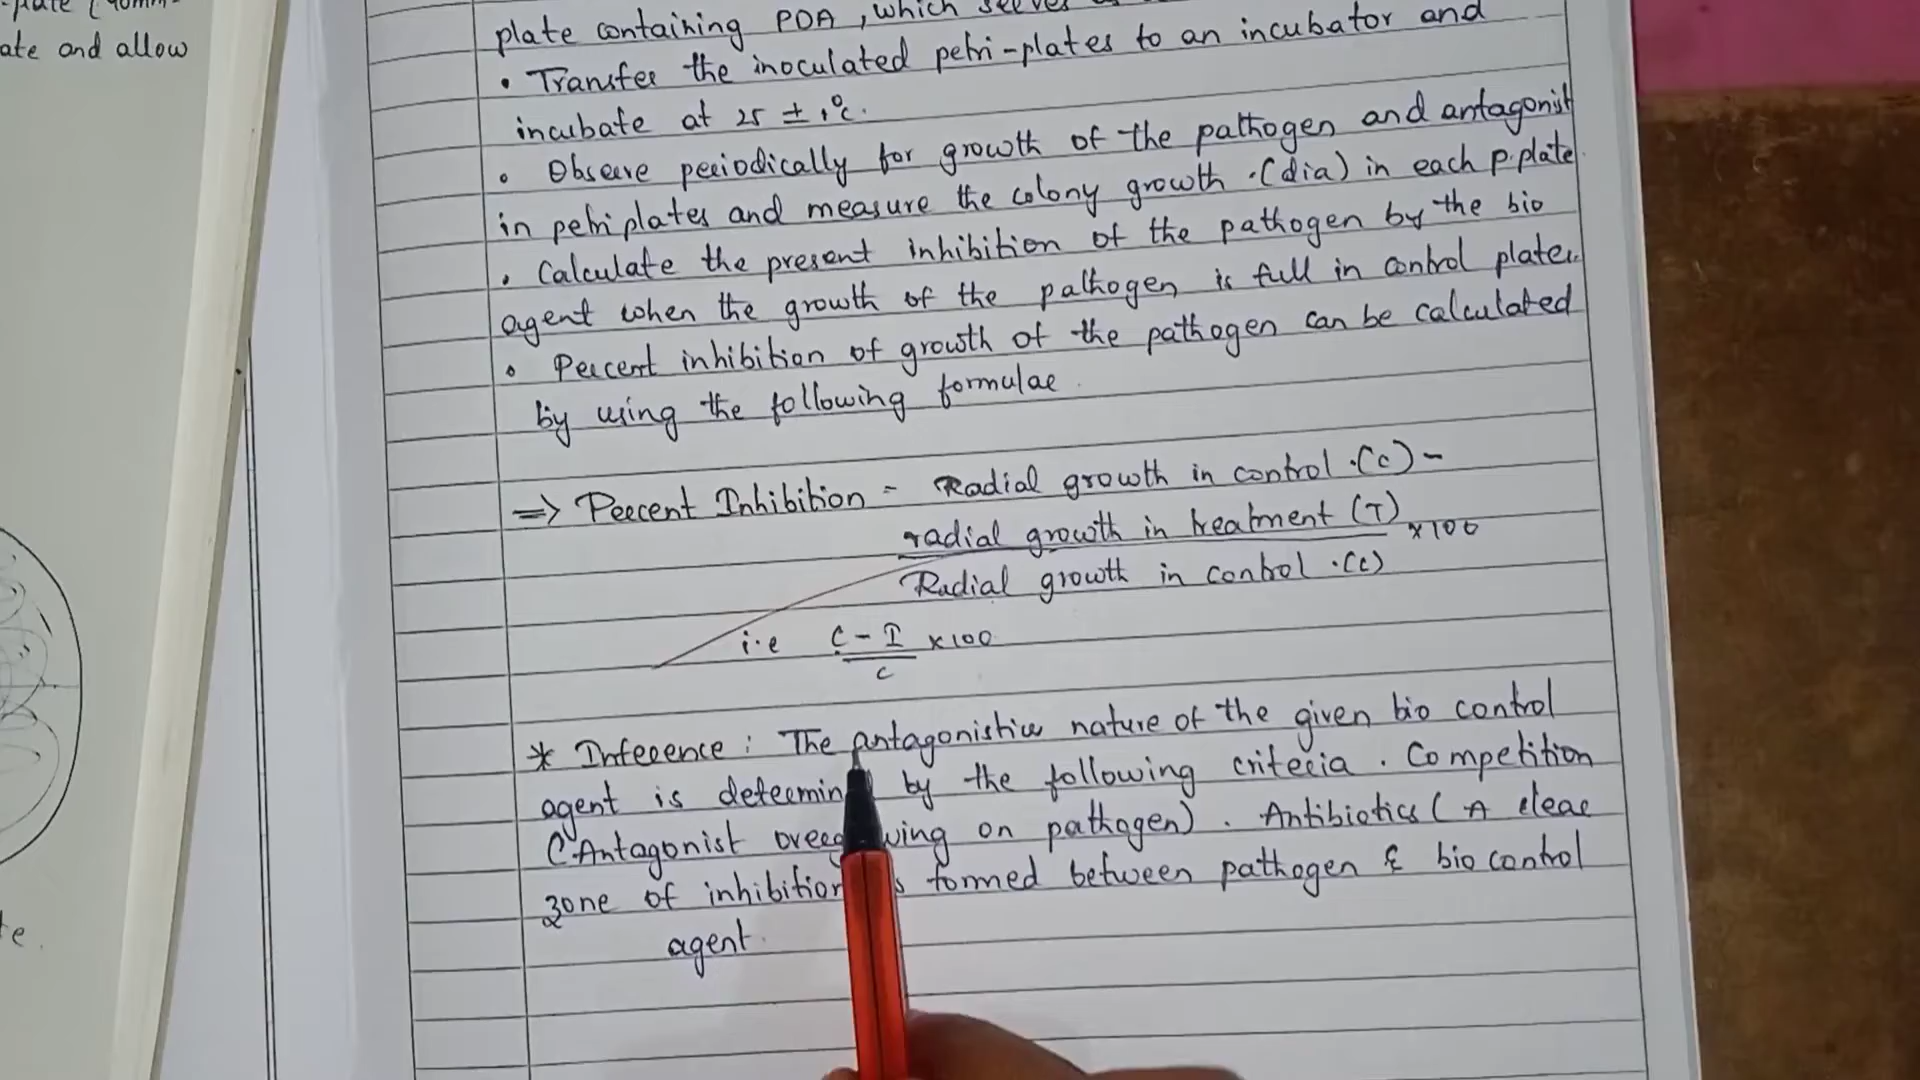 ate and allow
plate containing PDA, which serves
• Transfer the inoculated petri-plates to an incubator and
incubate at 25 ± 1°c.
• Observe periodically for growth of the pathogen and antagonist
in petriplates and measure the colony growth .(dia) in each p.plate
• Calculate the present inhibition of the pathogen by the bio
agent when the growth of the pathogen is full in control plates.
• Percent inhibition of growth of the pathogen can be calculated
by using the following formulae.
=> Percent Inhibition = Radial growth in control .(c) -
radial growth in treatment (T) x100
Radial growth in control .(c)
i.e C - I x100
c
* Inference : The antagonistic nature of the given bio control
agent is determin by the following criteria . Competition
(Antagonist overgrowing on pathogen) . Antibiotics ( A clear
zone of inhibition is formed between pathogen & bio control
agent.
te.